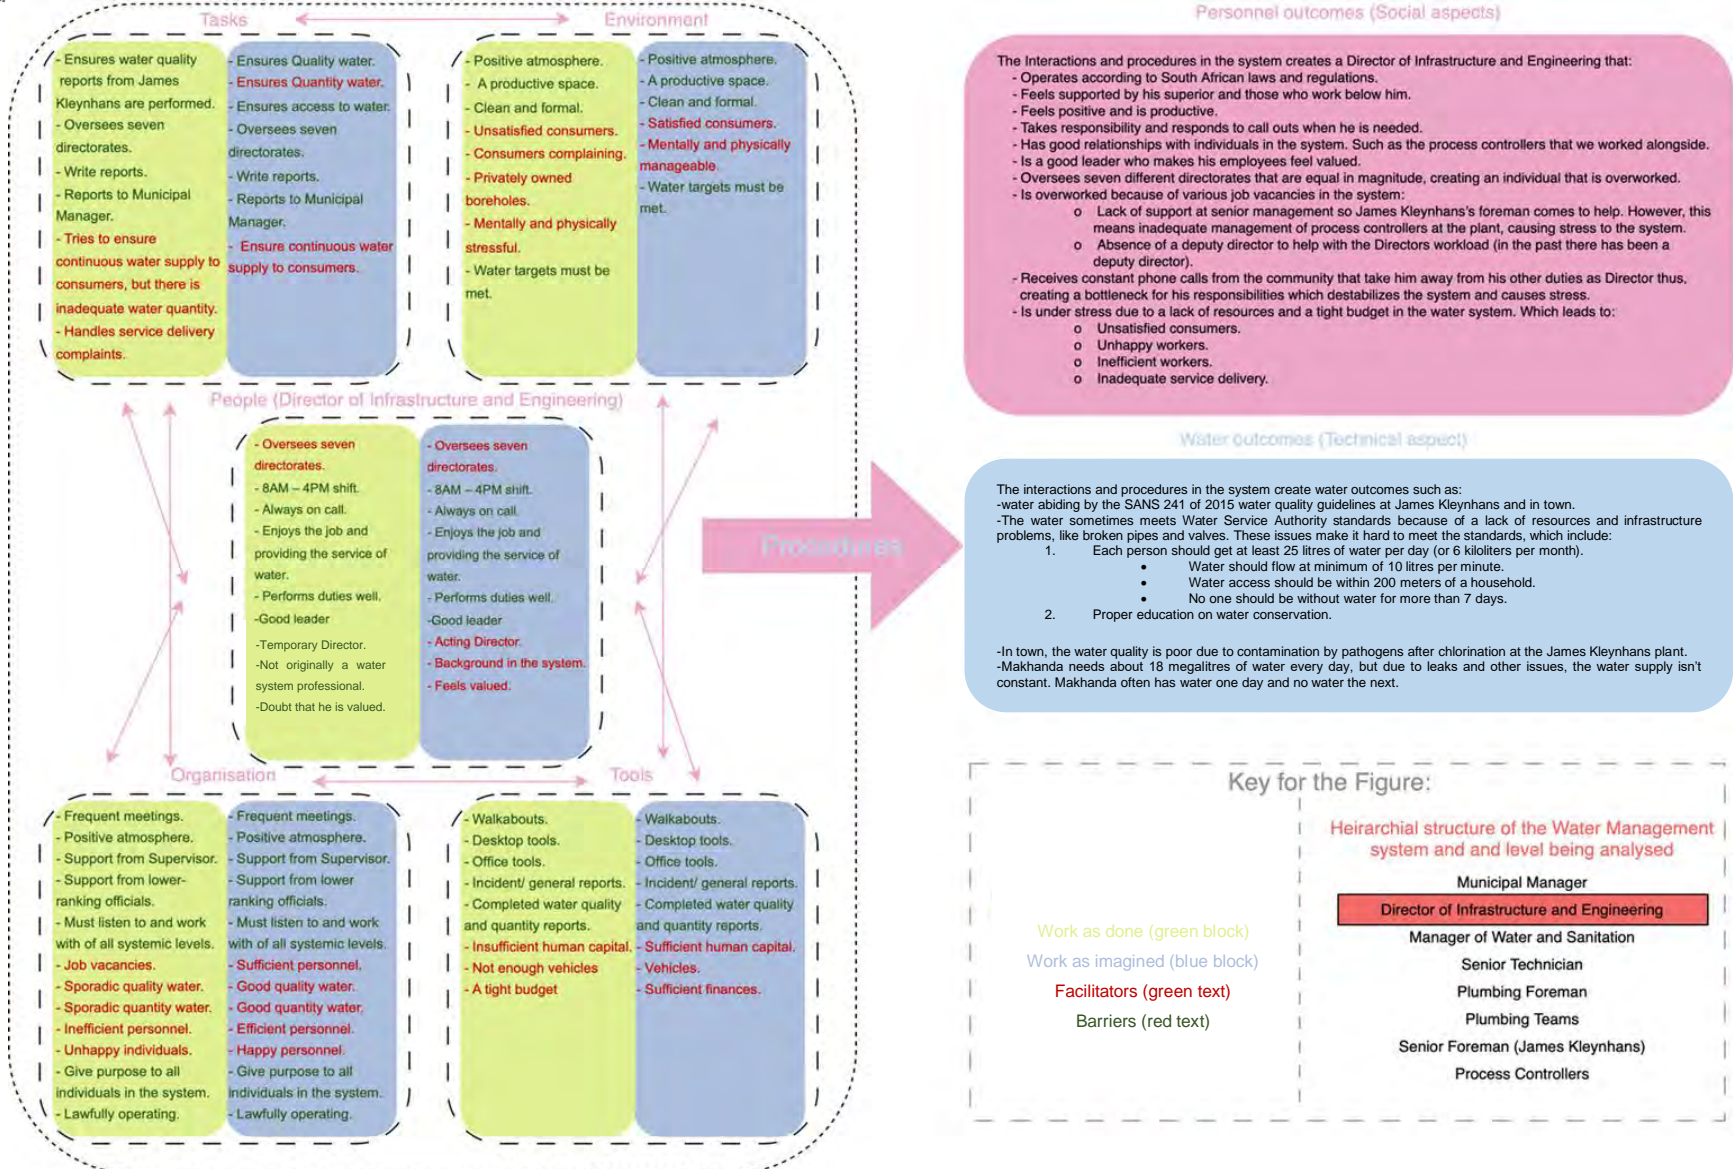 Tasks
Environment
- Ensures water quality
reports from James
Kleynhans are performed.
- Oversees seven
directorates.
- Write reports.
- Reports to Municipal
Manager.
- Tries to ensure
continuous water supply to
consumers, but there is
inadequate water quantity.
- Handles service delivery
complaints.
- Ensures Quality water.
- Ensures Quantity water.
- Ensures access to water.
- Oversees seven
directorates.
- Write reports.
- Reports to Municipal
Manager.
- Ensure continuous water
supply to consumers.
- Positive atmosphere.
- A productive space.
- Clean and formal.
- Unsatisfied consumers.
- Consumers complaining.
- Privately owned
boreholes.
- Mentally and physically
stressful.
- Water targets must be
met.
- Positive atmosphere.
- A productive space.
- Clean and formal.
- Satisfied consumers.
- Mentally and physically
manageable.
- Water targets must be
met.
People (Director of Infrastructure and Engineering)
- Oversees seven
directorates.
- 8AM – 4PM shift.
- Always on call.
- Enjoys the job and
providing the service of
water.
- Performs duties well.
-Good leader
-Temporary Director.
-Not originally a water
system professional.
-Doubt that he is valued.
- Oversees seven
directorates.
- 8AM – 4PM shift.
- Always on call.
- Enjoys the job and
providing the service of
water.
- Performs duties well.
-Good leader
- Acting Director.
- Background in the system.
- Feels valued.
Organisation
Tools
- Frequent meetings.
- Positive atmosphere.
- Support from Supervisor.
- Support from lower-
ranking officials.
- Must listen to and work
with of all systemic levels.
- Job vacancies.
- Sporadic quality water.
- Sporadic quantity water.
- Inefficient personnel.
- Unhappy individuals.
- Give purpose to all
individuals in the system.
- Lawfully operating.
- Frequent meetings.
- Positive atmosphere.
- Support from Supervisor.
- Support from lower
ranking officials.
- Must listen to and work
with of all systemic levels.
- Sufficient personnel.
- Good quality water.
- Good quantity water.
- Efficient personnel.
- Happy personnel.
- Give purpose to all
individuals in the system.
- Lawfully operating.
- Walkabouts.
- Desktop tools.
- Office tools.
- Incident/ general reports.
- Completed water quality
and quantity reports.
- Insufficient human capital.
- Not enough vehicles
- A tight budget
- Walkabouts.
- Desktop tools.
- Office tools.
- Incident/ general reports.
- Completed water quality
and quantity reports.
- Sufficient human capital.
- Vehicles.
- Sufficient finances.
Procedures
Personnel outcomes (Social aspects)
The Interactions and procedures in the system creates a Director of Infrastructure and Engineering that:
- Operates according to South African laws and regulations.
- Feels supported by his superior and those who work below him.
- Feels positive and is productive.
- Takes responsibility and responds to call outs when he is needed.
- Has good relationships with individuals in the system. Such as the process controllers that we worked alongside.
- Is a good leader who makes his employees feel valued.
- Oversees seven different directorates that are equal in magnitude, creating an individual that is overworked.
- Is overworked because of various job vacancies in the system:
o Lack of support at senior management so James Kleynhans's foreman comes to help. However, this
means inadequate management of process controllers at the plant, causing stress to the system.
o Absence of a deputy director to help with the Directors workload (in the past there has been a
deputy director).
- Receives constant phone calls from the community that take him away from his other duties as Director thus,
creating a bottleneck for his responsibilities which destabilizes the system and causes stress.
- Is under stress due to a lack of resources and a tight budget in the water system. Which leads to:
o Unsatisfied consumers.
o Unhappy workers.
o Inefficient workers.
o Inadequate service delivery.
Water outcomes (Technical aspect)
The interactions and procedures in the system create water outcomes such as:
-water abiding by the SANS 241 of 2015 water quality guidelines at James Kleynhans and in town.
-The water sometimes meets Water Service Authority standards because of a lack of resources and infrastructure
problems, like broken pipes and valves. These issues make it hard to meet the standards, which include:
1. Each person should get at least 25 litres of water per day (or 6 kiloliters per month).
• Water should flow at minimum of 10 litres per minute.
• Water access should be within 200 meters of a household.
• No one should be without water for more than 7 days.
2. Proper education on water conservation.
-In town, the water quality is poor due to contamination by pathogens after chlorination at the James Kleynhans plant.
-Makhanda needs about 18 megalitres of water every day, but due to leaks and other issues, the water supply isn't
constant. Makhanda often has water one day and no water the next.
Key for the Figure:
Work as done (green block)
Work as imagined (blue block)
Facilitators (green text)
Barriers (red text)
Heirarchial structure of the Water Management
system and and level being analysed
Municipal Manager
Director of Infrastructure and Engineering
Manager of Water and Sanitation
Senior Technician
Plumbing Foreman
Plumbing Teams
Senior Foreman (James Kleynhans)
Process Controllers